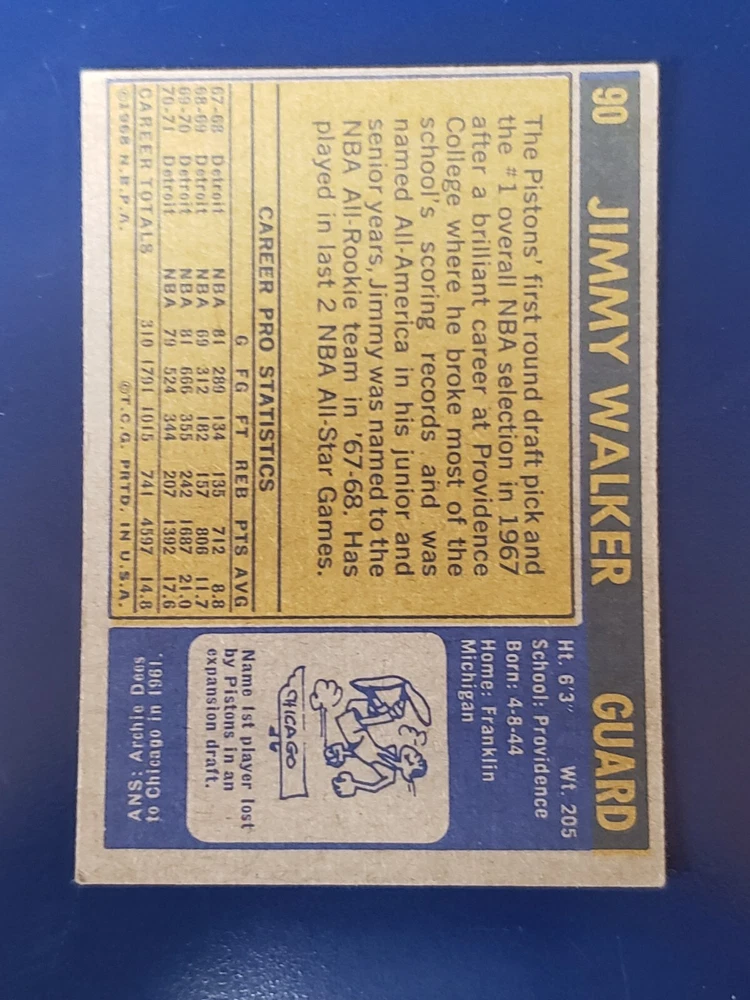 90 JIMMY WALKER GUARD
The Pistons' first round draft pick and
the #1 overall NBA selection in 1967
after a brilliant career at Providence
College where he broke most of the
school's scoring records and was
named All-America in his junior and
senior years, Jimmy was named to the
NBA All-Rookie team in '67-68. Has
played in last 2 NBA All-Star Games.
CAREER PRO STATISTICS
G FG FT REB PTS AVG
67-68 Detroit NBA 81 289 134 135 712 8.8
68-69 Detroit NBA 69 312 182 157 806 11.7
69-70 Detroit NBA 81 666 355 242 1687 21.0
70-71 Detroit NBA 79 524 344 207 1392 17.6
CAREER TOTALS 310 1791 1015 741 4597 14.8
©1968 N.B.P.A. ©T.C.G. PRTD. IN U.S.A.
Ht. 6'3" Wt. 205
School: Providence
Born: 4-8-44
Home: Franklin
Michigan
CHICAGO
Name 1st player lost
by Pistons in an
expansion draft.
ANS: Archie Dees
to Chicago in 1961.